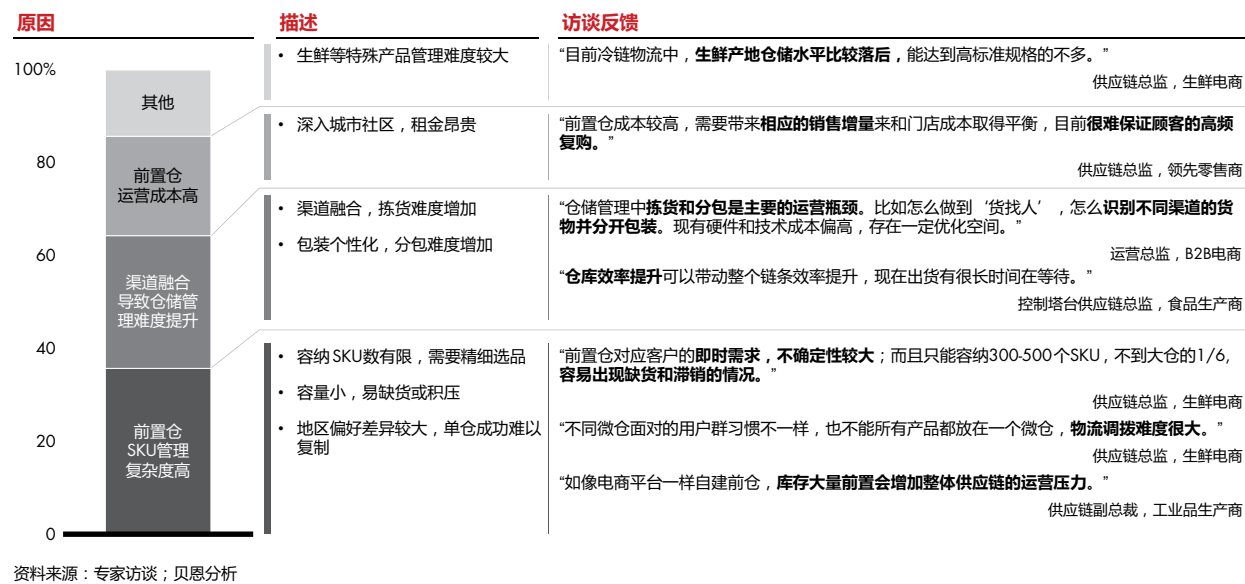 原因
描述
访谈反馈
100%
80
60
40
20
0
其他
前置仓
运营成本高
渠道融合
导致仓储管
理难度提升
前置仓
SKU管理
复杂度高
• 生鲜等特殊产品管理难度较大
“目前冷链物流中，生鲜产地仓储水平比较落后，能达到高标准规格的不多。”
供应链总监，生鲜电商
• 深入城市社区，租金昂贵
“前置仓成本较高，需要带来相应的销售增量来和门店成本取得平衡，目前很难保证顾客的高频
复购。”
供应链总监，领先零售商
• 渠道融合，拣货难度增加
• 包装个性化，分包难度增加
“仓储管理中拣货和分包是主要的运营瓶颈。比如怎么做到‘货找人’，怎么识别不同渠道的货
物并分开包装。现有硬件和技术成本偏高，存在一定优化空间。”
运营总监，B2B电商
“仓库效率提升可以带动整个链条效率提升，现在出货有很长时间在等待。”
控制塔台供应链总监，食品生产商
• 容纳SKU数有限，需要精细选品
• 容量小，易缺货或积压
• 地区偏好差异较大，单仓成功难以
复制
“前置仓对应客户的即时需求，不确定性较大；而且只能容纳300-500个SKU，不到大仓的1/6,
容易出现缺货和滞销的情况。”
供应链总监，生鲜电商
“不同微仓面对的用户群习惯不一样，也不能所有产品都放在一个微仓，物流调拨难度很大。”
供应链总监，生鲜电商
“如像电商平台一样自建前仓，库存大量前置会增加整体供应链的运营压力。”
供应链副总裁，工业品生产商
资料来源：专家访谈；贝恩分析